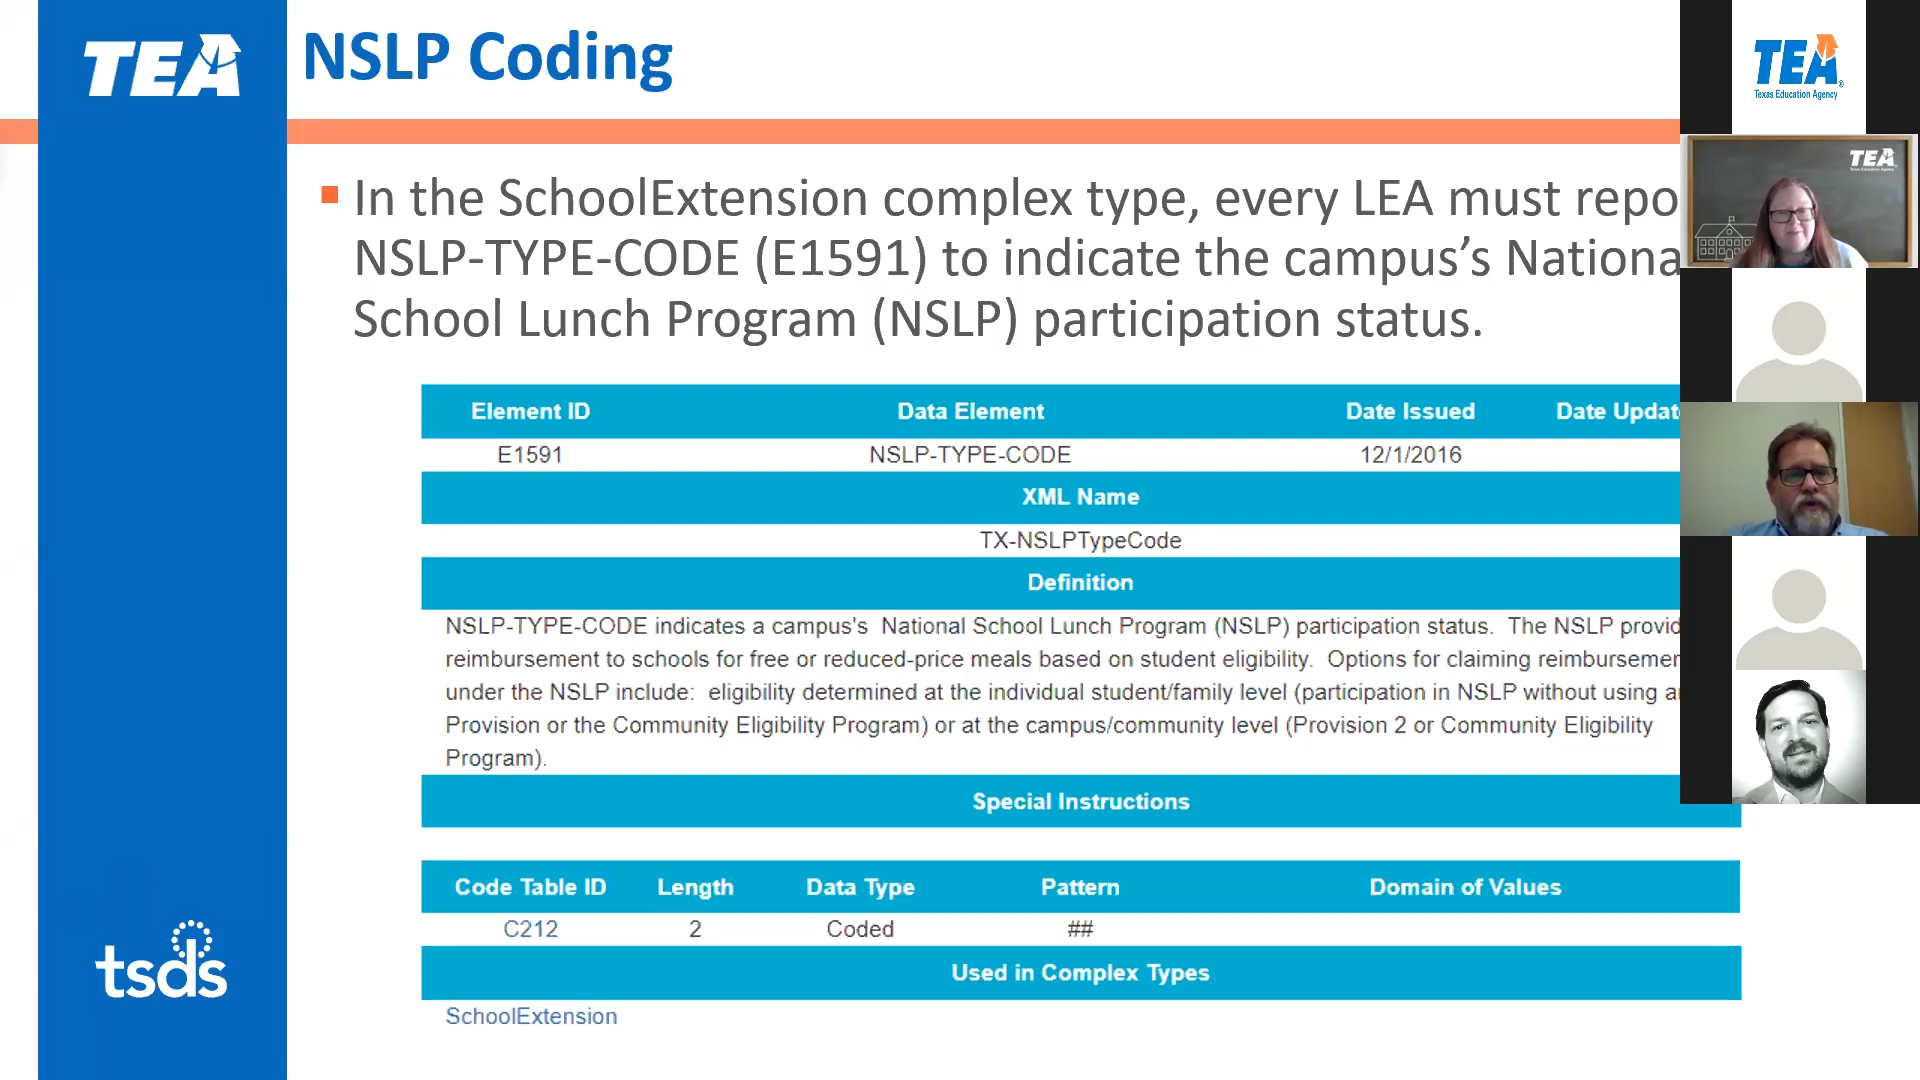 TEA
NSLP Coding
In the SchoolExtension complex type, every LEA must repo
NSLP-TYPE-CODE (E1591) to indicate the campus’s Nationa
School Lunch Program (NSLP) participation status.
Element ID Data Element Date Issued Date Updat
E1591 NSLP-TYPE-CODE 12/1/2016
XML Name
TX-NSLPTypeCode
Definition
NSLP-TYPE-CODE indicates a campus's National School Lunch Program (NSLP) participation status. The NSLP provid
reimbursement to schools for free or reduced-price meals based on student eligibility. Options for claiming reimbursemen
under the NSLP include: eligibility determined at the individual student/family level (participation in NSLP without using a
Provision or the Community Eligibility Program) or at the campus/community level (Provision 2 or Community Eligibility
Program).
Special Instructions
Code Table ID Length Data Type Pattern Domain of Values
C212 2 Coded ##
Used in Complex Types
SchoolExtension
tsds
TEA®
Texas Education Agency
TEA